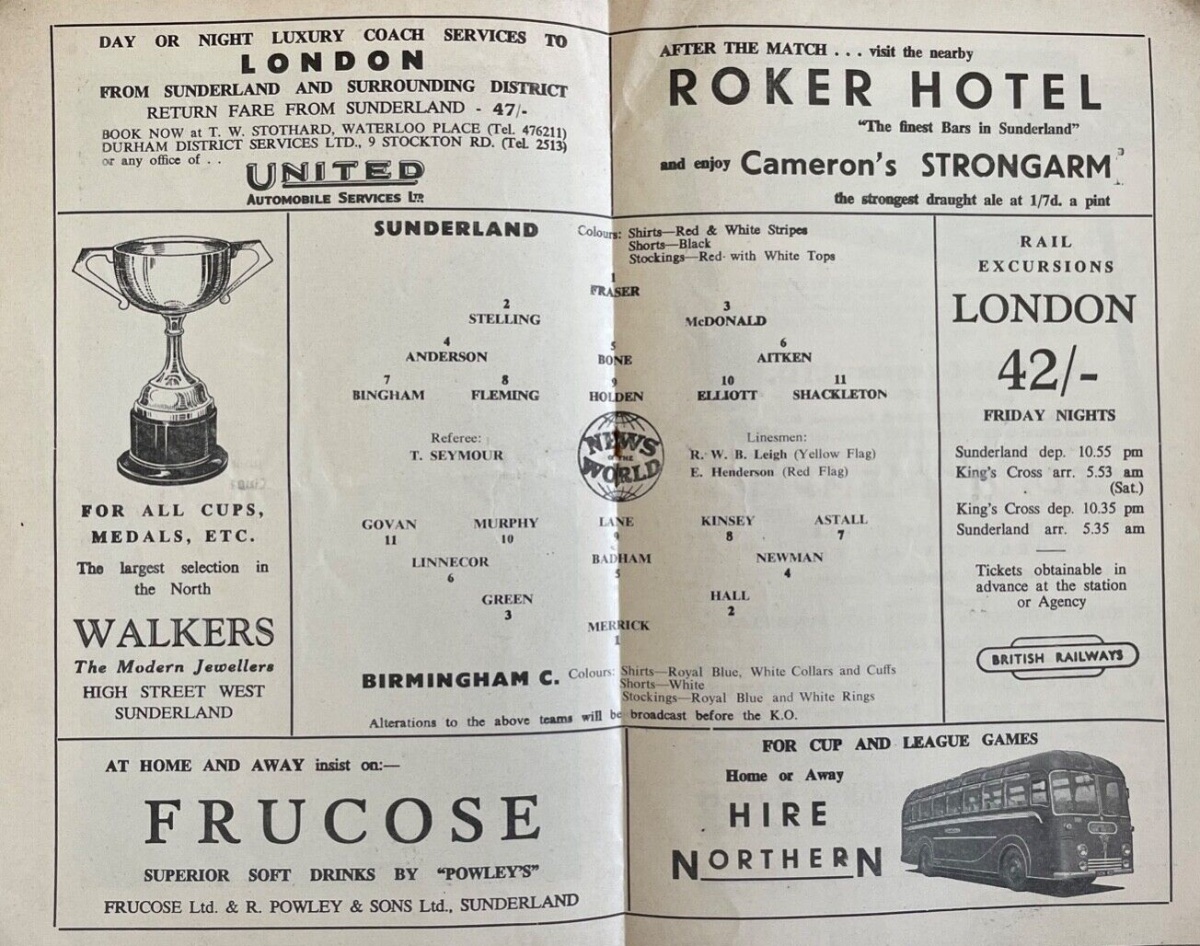 DAY OR NIGHT LUXURY COACH SERVICES TO
LONDON
FROM SUNDERLAND AND SURROUNDING DISTRICT
RETURN FARE FROM SUNDERLAND - 47/-
BOOK NOW at T. W. STOTHARD, WATERLOO PLACE (Tel. 476211)
DURHAM DISTRICT SERVICES LTD., 9 STOCKTON RD. (Tel. 2513)
or any office of . .
UNITED
AUTOMOBILE SERVICES LTD.
AFTER THE MATCH . . . visit the nearby
ROKER HOTEL
"The finest Bars in Sunderland"
and enjoy Cameron's STRONGARM
the strongest draught ale at 1/7d. a pint
FOR ALL CUPS,
MEDALS, ETC.
The largest selection in
the North
WALKERS
The Modern Jewellers
HIGH STREET WEST
SUNDERLAND
SUNDERLAND Colours: Shirts—Red & White Stripes
Shorts—Black
Stockings—Red with White Tops
1
FRASER
2 3
STELLING McDONALD
4 5 6
ANDERSON BONE AITKEN
7 8 9 10 11
BINGHAM FLEMING HOLDEN ELLIOTT SHACKLETON
Referee: Linesmen:
T. SEYMOUR R. W. B. Leigh (Yellow Flag)
E. Henderson (Red Flag)
NEWS
OF THE
WORLD
GOVAN MURPHY LANE KINSEY ASTALL
11 10 9 8 7
LINNECOR BADHAM NEWMAN
6 5 4
GREEN HALL
3 2
MERRICK
1
BIRMINGHAM C. Colours: Shirts—Royal Blue, White Collars and Cuffs
Shorts—White
Stockings—Royal Blue and White Rings
Alterations to the above teams will be broadcast before the K.O.
RAIL
EXCURSIONS
LONDON
42/-
FRIDAY NIGHTS
Sunderland dep. 10.55 pm
King's Cross arr. 5.53 am
(Sat.)
King's Cross dep. 10.35 pm
Sunderland arr. 5.35 am
Tickets obtainable in
advance at the station
or Agency
BRITISH RAILWAYS
AT HOME AND AWAY insist on:—
FRUCOSE
SUPERIOR SOFT DRINKS BY "POWLEY'S"
FRUCOSE Ltd. & R. POWLEY & SONS Ltd., SUNDERLAND
FOR CUP AND LEAGUE GAMES
Home or Away
HIRE
NORTHERN